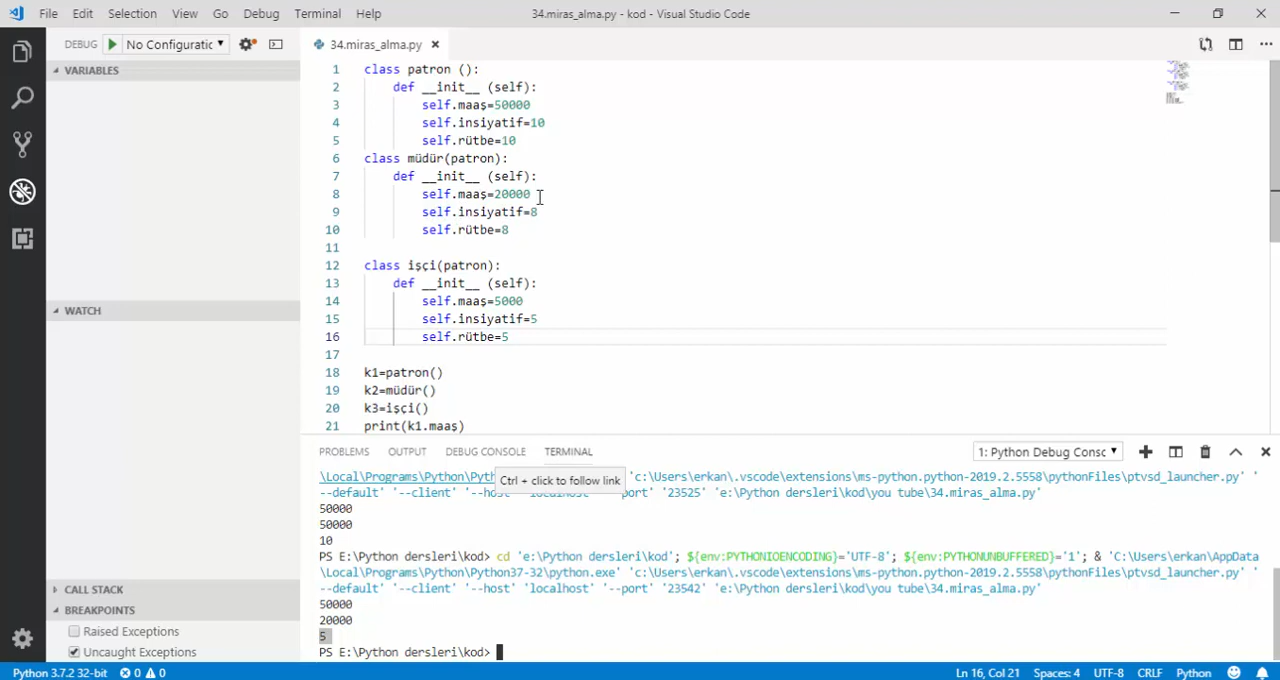 File Edit Selection View Go Debug Terminal Help 34.miras_alma.py - kod - Visual Studio Code
DEBUG No Configuratic 34.miras_alma.py
VARIABLES
WATCH
CALL STACK
BREAKPOINTS
Raised Exceptions
Uncaught Exceptions
1 class patron ():
2 def __init__ (self):
3 self.maaş=50000
4 self.insiyatif=10
5 self.rütbe=10
6 class müdür(patron):
7 def __init__ (self):
8 self.maaş=20000
9 self.insiyatif=8
10 self.rütbe=8
11
12 class işçi(patron):
13 def __init__ (self):
14 self.maaş=5000
15 self.insiyatif=5
16 self.rütbe=5
17
18 k1=patron()
19 k2=müdür()
20 k3=işçi()
21 print(k1.maaş)
PROBLEMS OUTPUT DEBUG CONSOLE TERMINAL 1: Python Debug Consc
\Local\Programs\Python\Pyth 'c:\Users\erkan\.vscode\extensions\ms-python.python-2019.2.5558\pythonFiles\ptvsd_launcher.py' '
Ctrl + click to follow link
--default' '--client' '--host' 'localhost' '--port' '23525' 'e:\Python dersleri\kod\you tube\34.miras_alma.py'
50000
50000
10
PS E:\Python dersleri\kod> cd 'e:\Python dersleri\kod'; ${env:PYTHONIOENCODING}='UTF-8'; ${env:PYTHONUNBUFFERED}='1'; & 'C:\Users\erkan\AppData
\Local\Programs\Python\Python37-32\python.exe' 'c:\Users\erkan\.vscode\extensions\ms-python.python-2019.2.5558\pythonFiles\ptvsd_launcher.py' '
--default' '--client' '--host' 'localhost' '--port' '23542' 'e:\Python dersleri\kod\you tube\34.miras_alma.py'
50000
20000
5
PS E:\Python dersleri\kod>
Python 3.7.2 32-bit 0 0 Ln 16, Col 21 Spaces: 4 UTF-8 CRLF Python